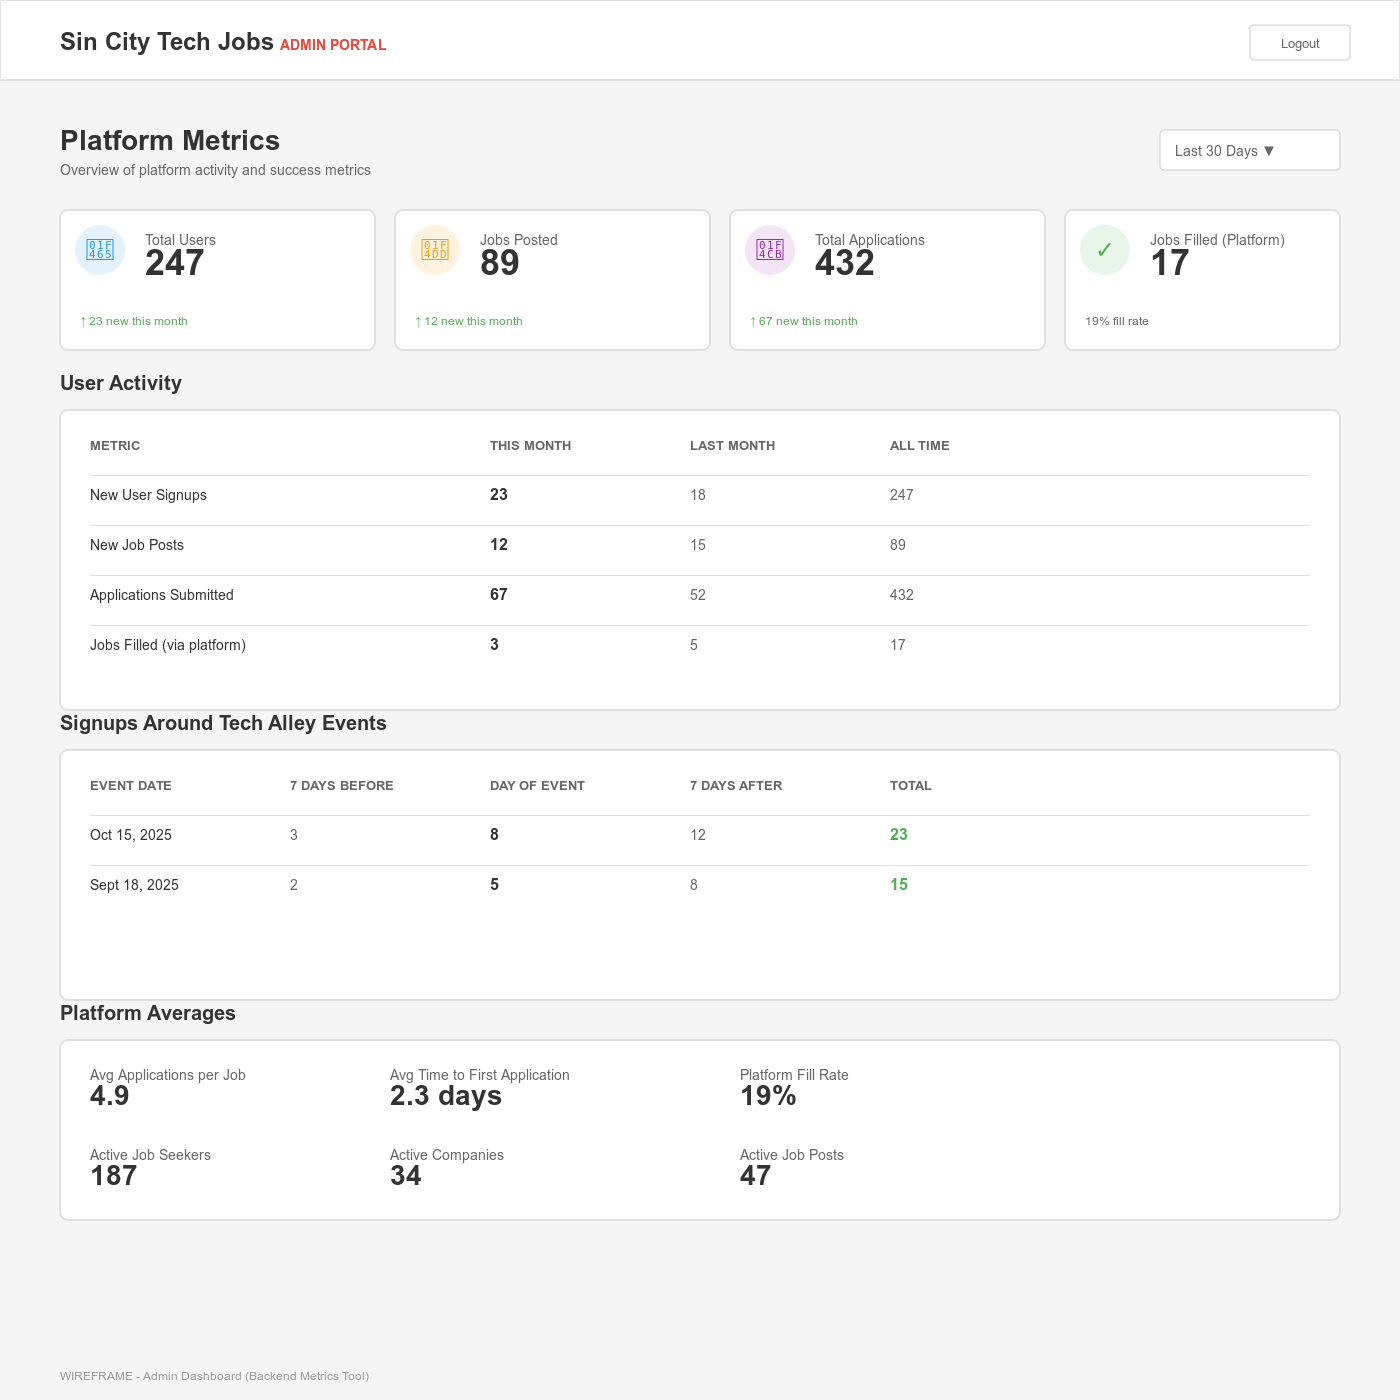 Sin City Tech Jobs ADMIN PORTAL
Logout
Platform Metrics
Overview of platform activity and success metrics
Last 30 Days ▼
01F
465
Total Users
247
↑ 23 new this month
01F
4DD
Jobs Posted
89
↑ 12 new this month
01F
4CB
Total Applications
432
↑ 67 new this month
✓
Jobs Filled (Platform)
17
19% fill rate
User Activity
METRIC THIS MONTH LAST MONTH ALL TIME
New User Signups 23 18 247
New Job Posts 12 15 89
Applications Submitted 67 52 432
Jobs Filled (via platform) 3 5 17
Signups Around Tech Alley Events
EVENT DATE 7 DAYS BEFORE DAY OF EVENT 7 DAYS AFTER TOTAL
Oct 15, 2025 3 8 12 23
Sept 18, 2025 2 5 8 15
Platform Averages
Avg Applications per Job Avg Time to First Application Platform Fill Rate
4.9 2.3 days 19%
Active Job Seekers Active Companies Active Job Posts
187 34 47
WIREFRAME - Admin Dashboard (Backend Metrics Tool)